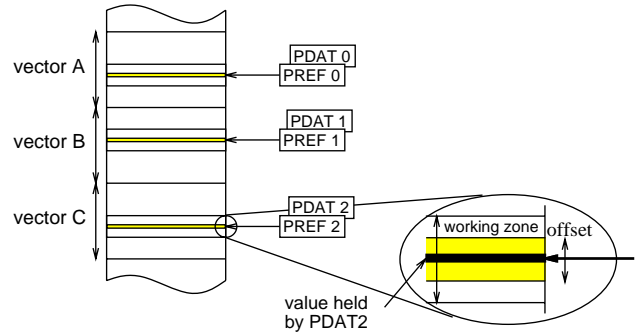 vector A
PDAT 0
PREF 0
vector B
PDAT 1
PREF 1
vector C
PDAT 2
PREF 2
working zone
offset
value held
by PDAT2